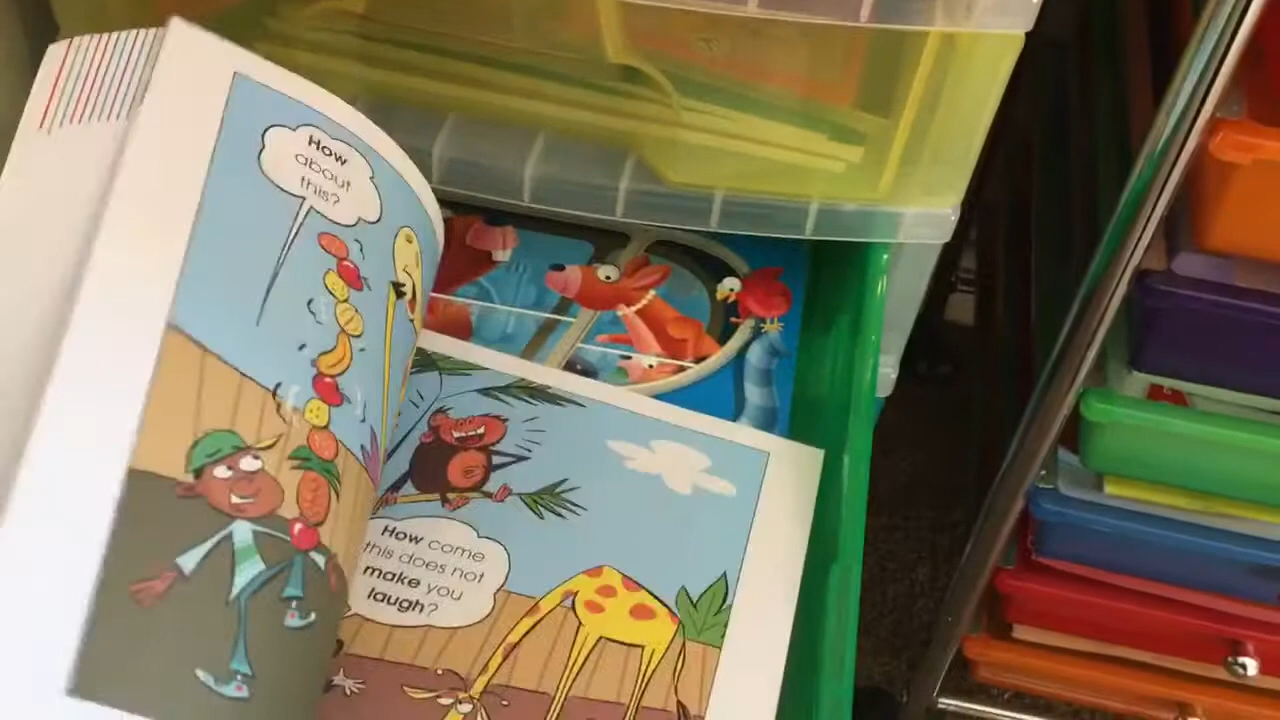 How
about
this?
How come
this does not
make you
laugh?